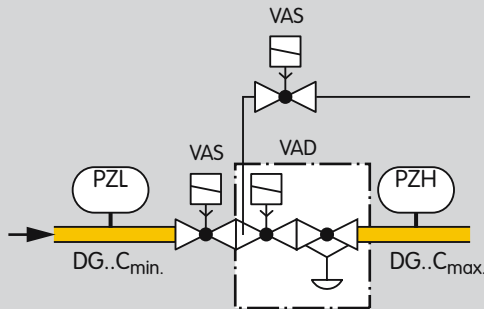 VAS
VAS
VAD
PZL
PZH
DG..Cmin.
DG..Cmax.